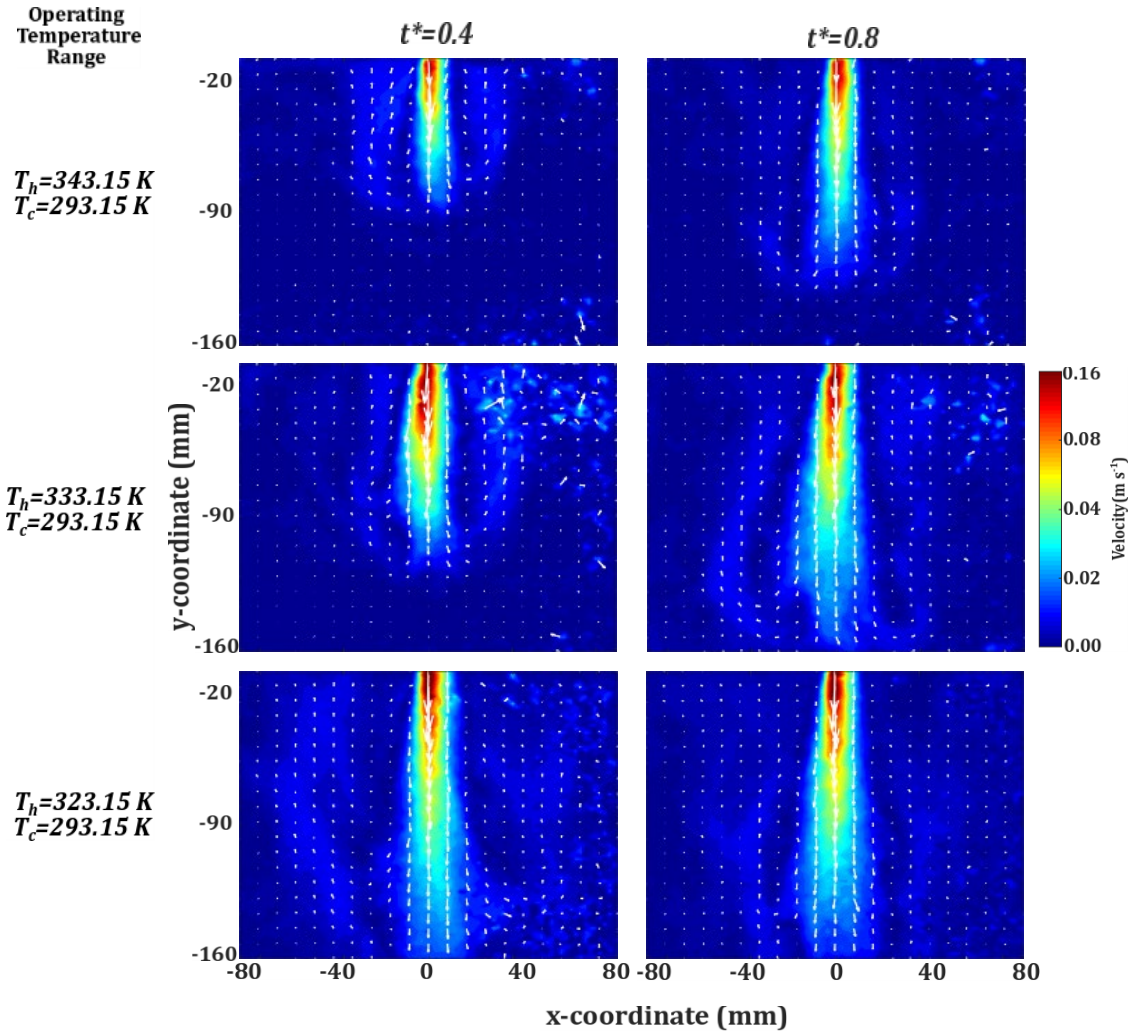 Operating
Temperature
Range
t*=0.4
t*=0.8
T_h=343.15 K
T_c=293.15 K
-20
-90
-160
T_h=333.15 K
T_c=293.15 K
-20
-90
-160
y-coordinate (mm)
0.16
0.08
0.04
0.02
0.00
Velocity(m s⁻¹)
T_h=323.15 K
T_c=293.15 K
-20
-90
-160
-80 -40 0 40 80 -80 -40 0 40 80
x-coordinate (mm)